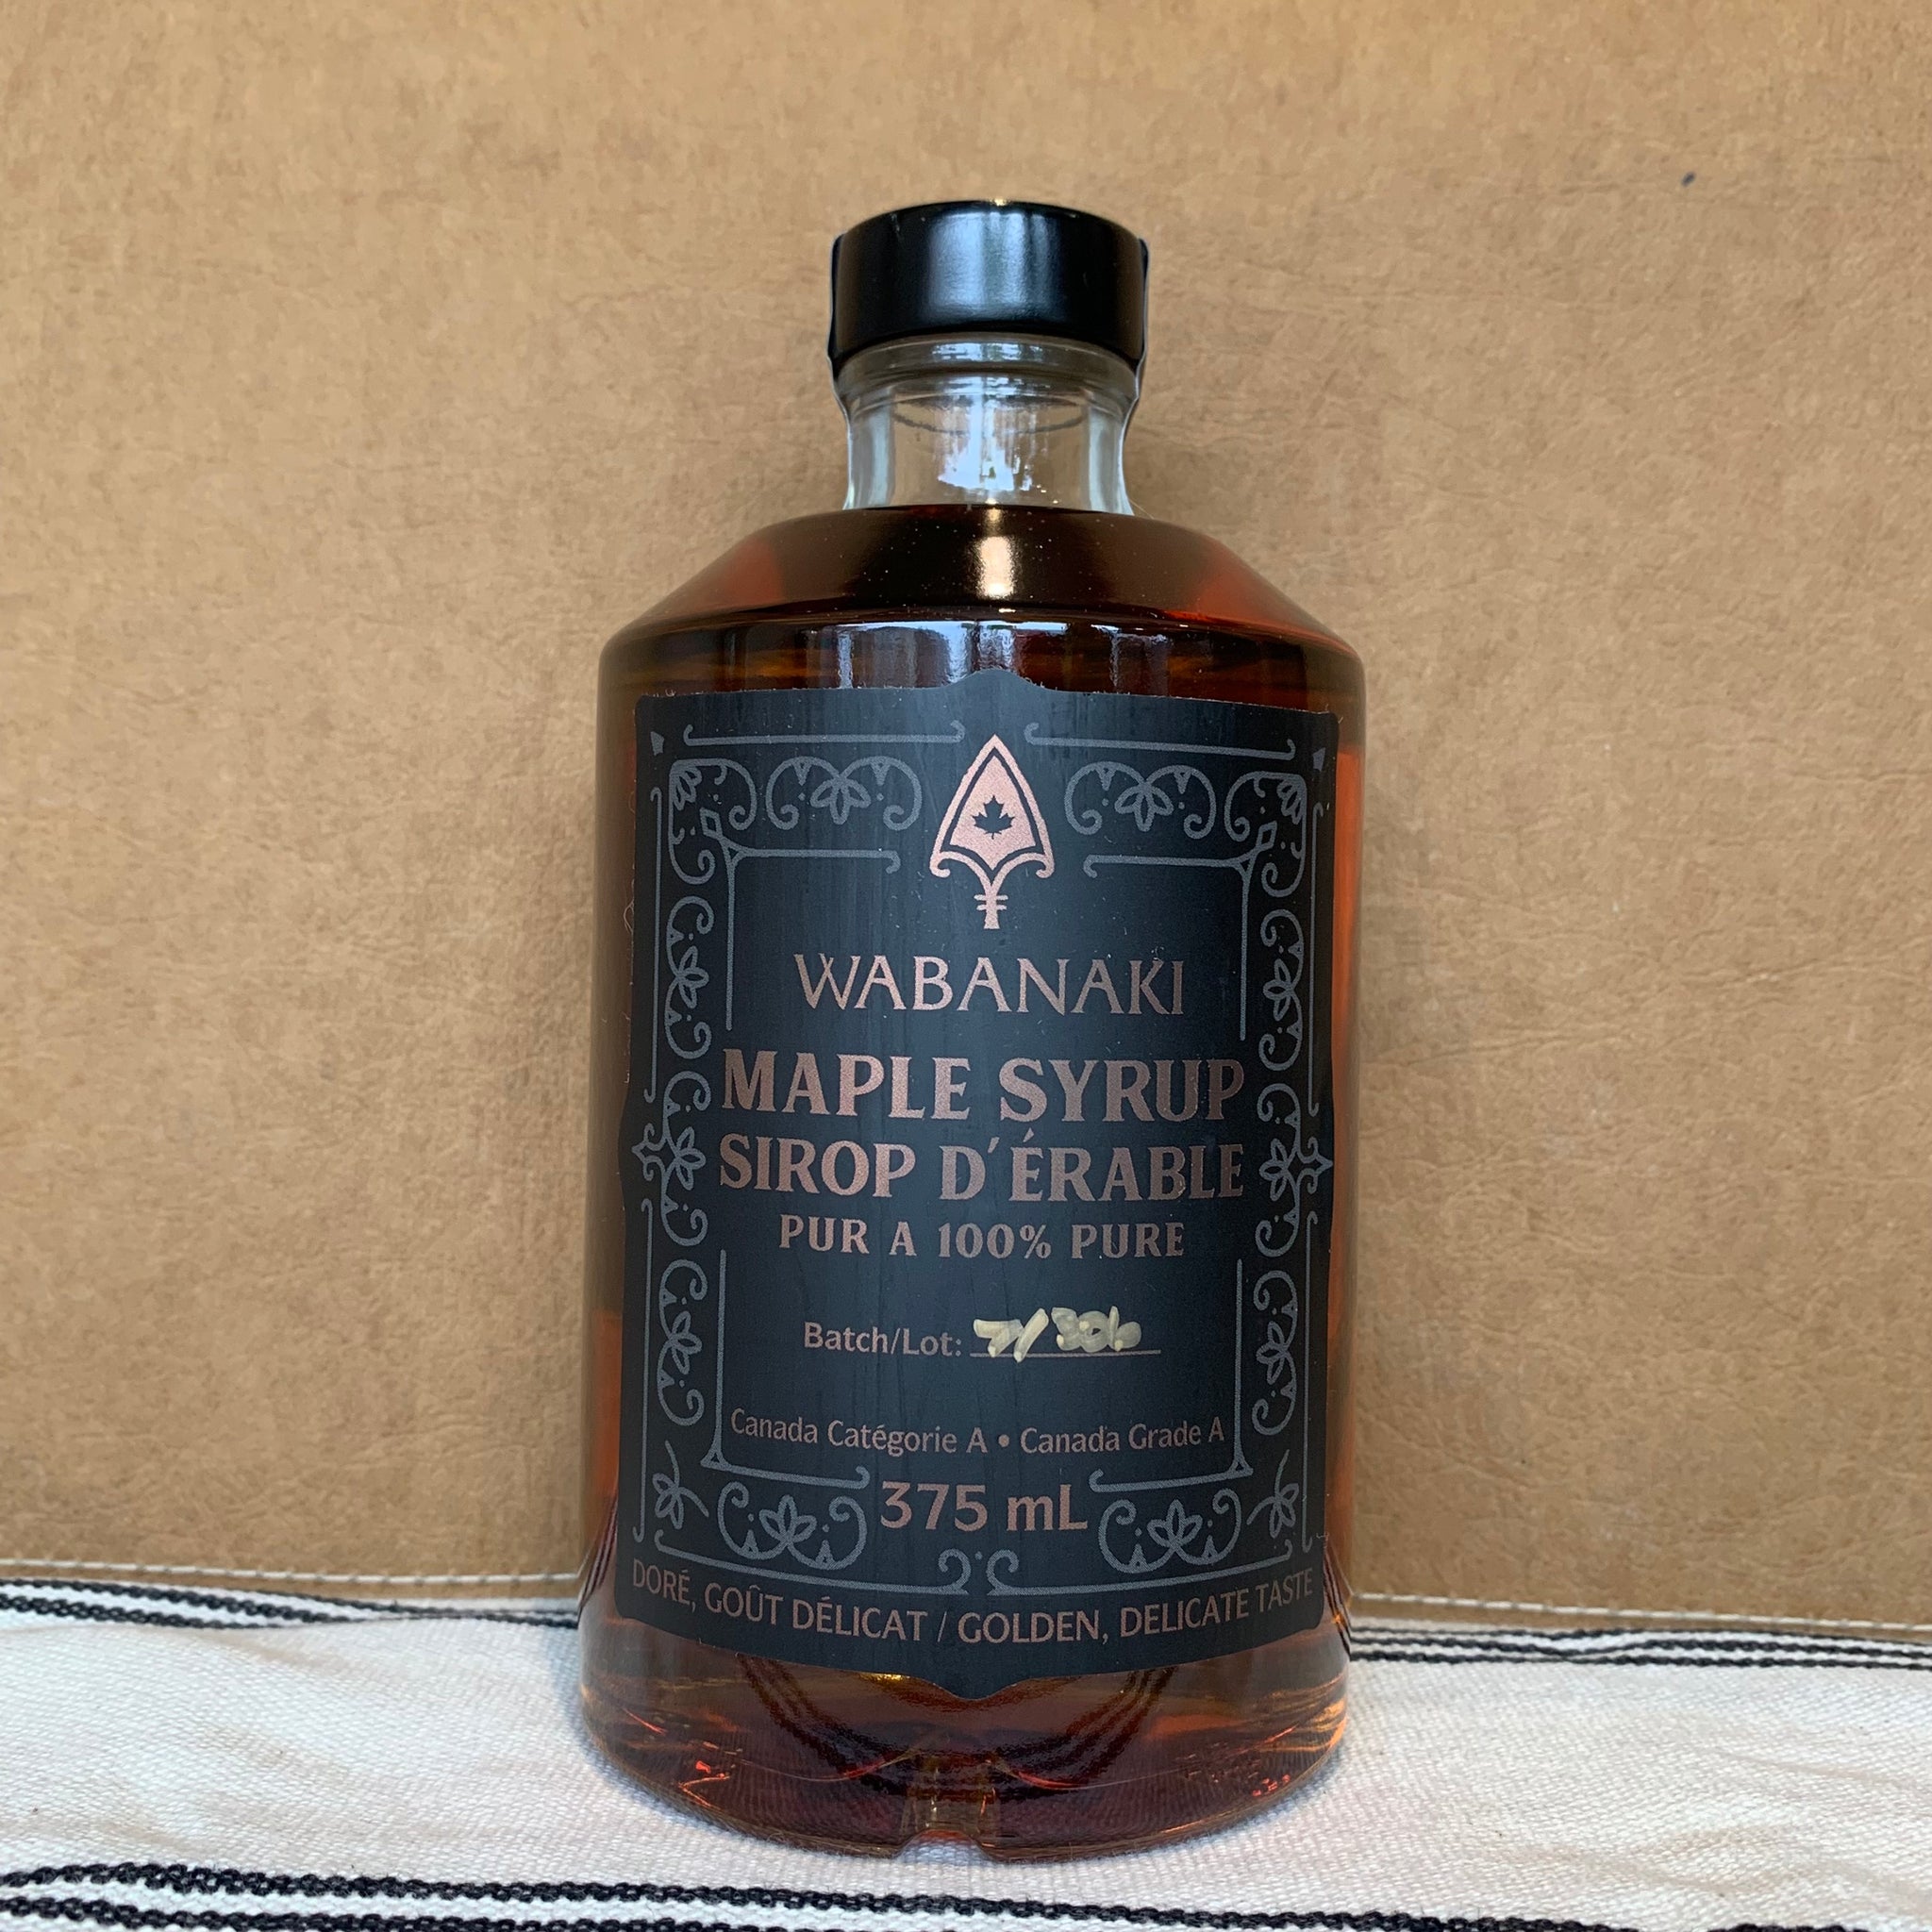 WABANAKI
MAPLE SYRUP
SIROP D'ÉRABLE
PUR A 100% PURE
Batch/Lot:
Canada Catégorie A • Canada Grade A
375 mL
DORÉ, GOÛT DÉLICAT / GOLDEN, DELICATE TASTE